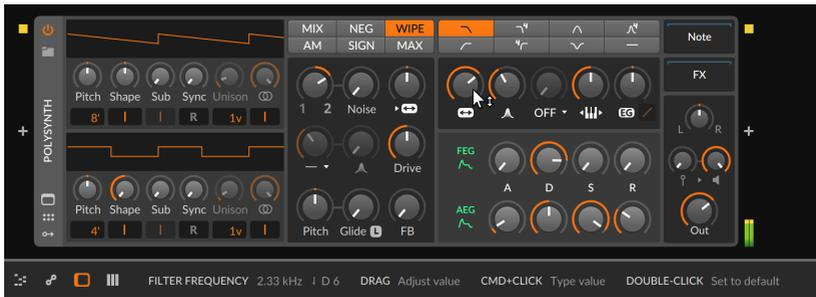 MIX NEG WIPE
AM SIGN MAX
Note
FX
POLYSYNTH
Pitch Shape Sub Sync Unison
8' R 1v
1 2 Noise
OFF
EG
L R
Drive
FEG
A D S R
AEG
Pitch Shape Sub Sync Unison
4' R 1v
Pitch Glide L FB
Out
FILTER FREQUENCY 2.33 kHz ♩ D 6 DRAG Adjust value CMD+CLICK Type value DOUBLE-CLICK Set to default